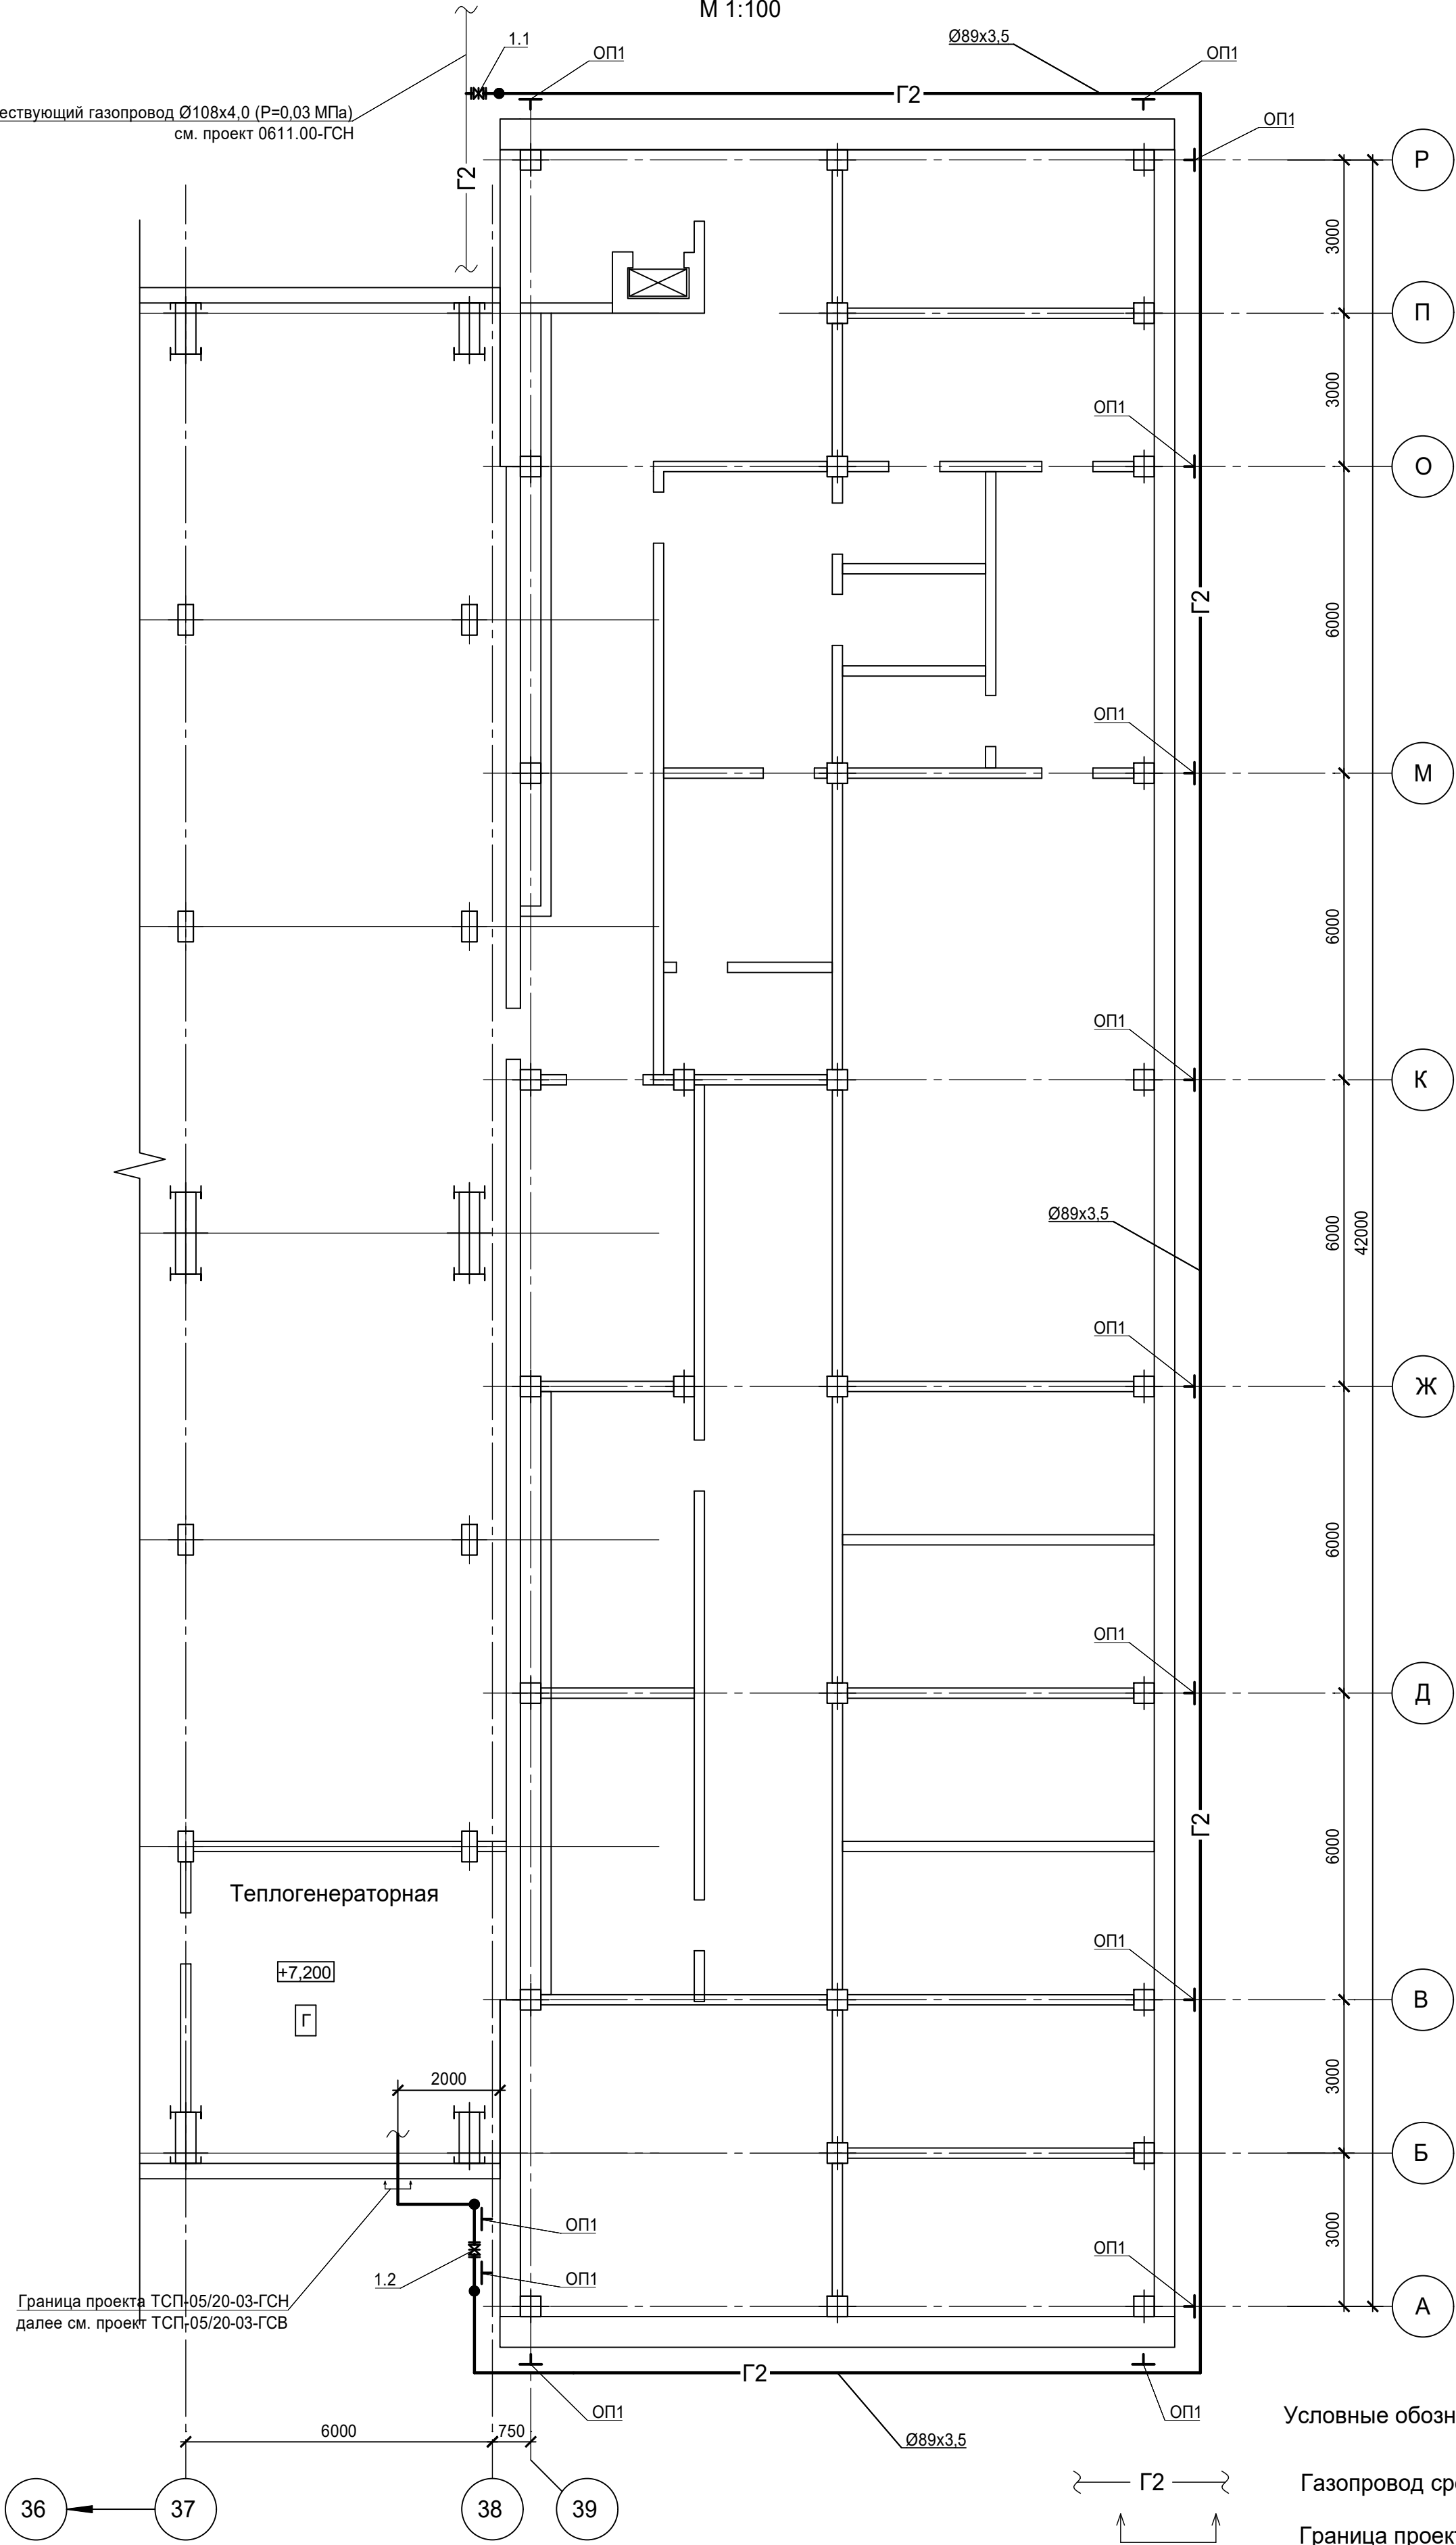 М 1:100
1.1
ОП1
Ø89х3,5
ОП1
газопровод Ø108х4,0 (Р=0,03 МПа)
см. проект 0611.00-ГСН
Г2
ОП1
Р
Г2
3000
П
3000
ОП1
О
Г2
6000
ОП1
М
6000
ОП1
К
Ø89х3,5
6000
42000
ОП1
Ж
6000
ОП1
Д
Г2
6000
Теплогенераторная
+7,200
Г
ОП1
В
2000
3000
Б
ОП1
3000
ОП1
1.2
ОП1
А
Граница проекта ТСП-05/20-03-ГСН
далее см. проект ТСП-05/20-03-ГСВ
Г2
ОП1
ОП1
6000
750
Ø89х3,5
Условные
36
37
38
39
Г2
Газопровод
Граница